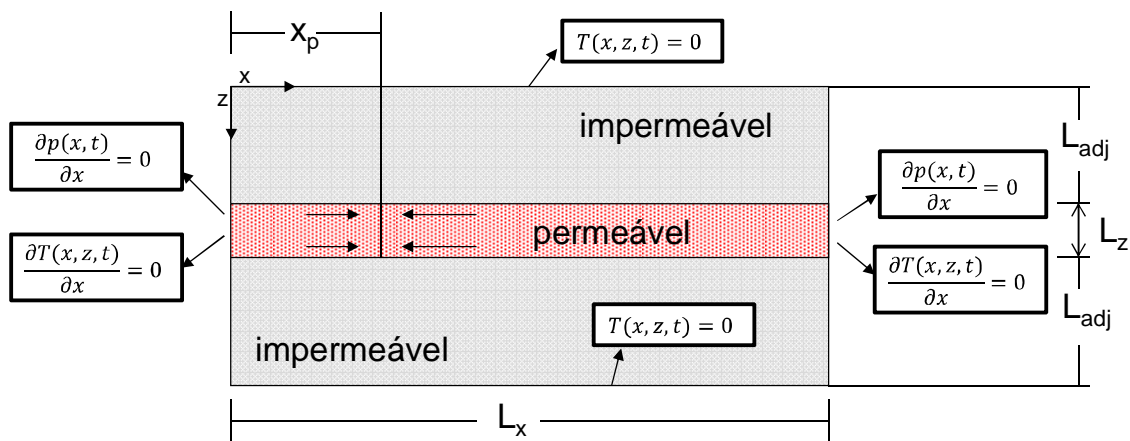 x_p
T(x, z, t) = 0
x
z
impermeável
L_adj
∂p(x, t)/∂x = 0
∂p(x, t)/∂x = 0
permeável
L_z
∂T(x, z, t)/∂x = 0
∂T(x, z, t)/∂x = 0
L_adj
T(x, z, t) = 0
impermeável
L_x